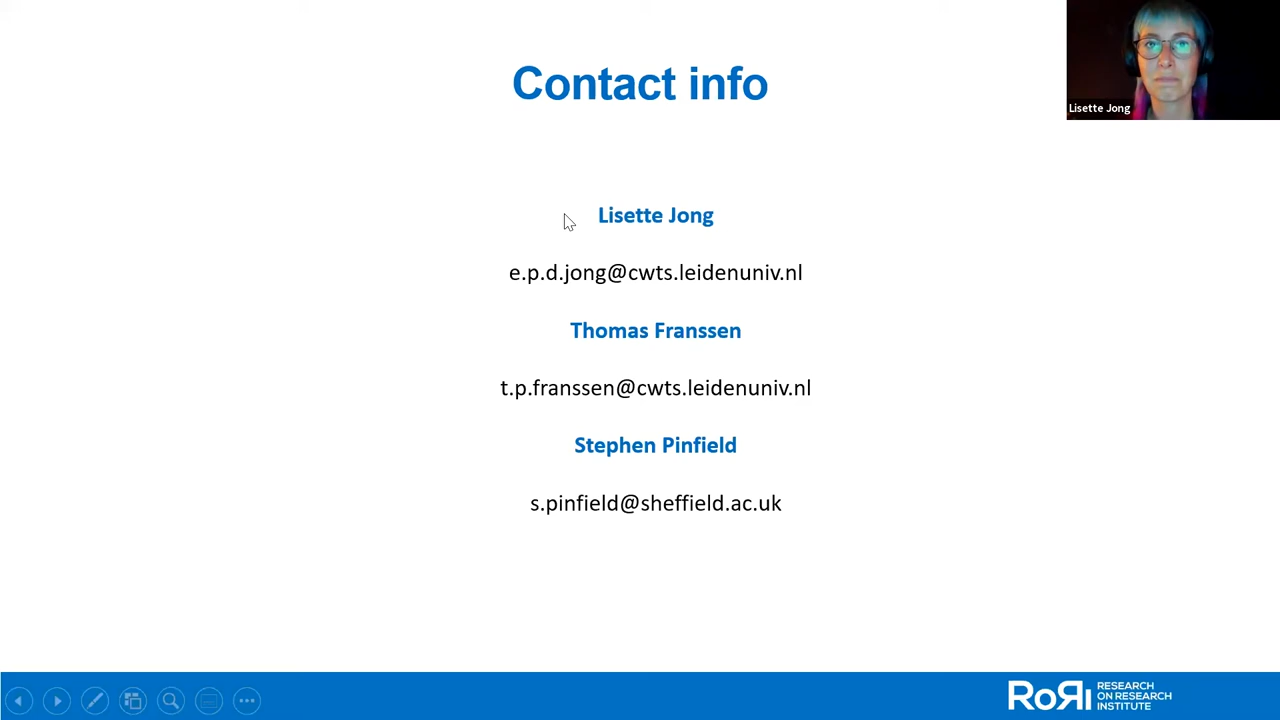 Contact info
Lisette Jong
Lisette Jong
e.p.d.jong@cwts.leidenuniv.nl
Thomas Franssen
t.p.franssen@cwts.leidenuniv.nl
Stephen Pinfield
s.pinfield@sheffield.ac.uk
RoRI
RESEARCH
ON RESEARCH
INSTITUTE